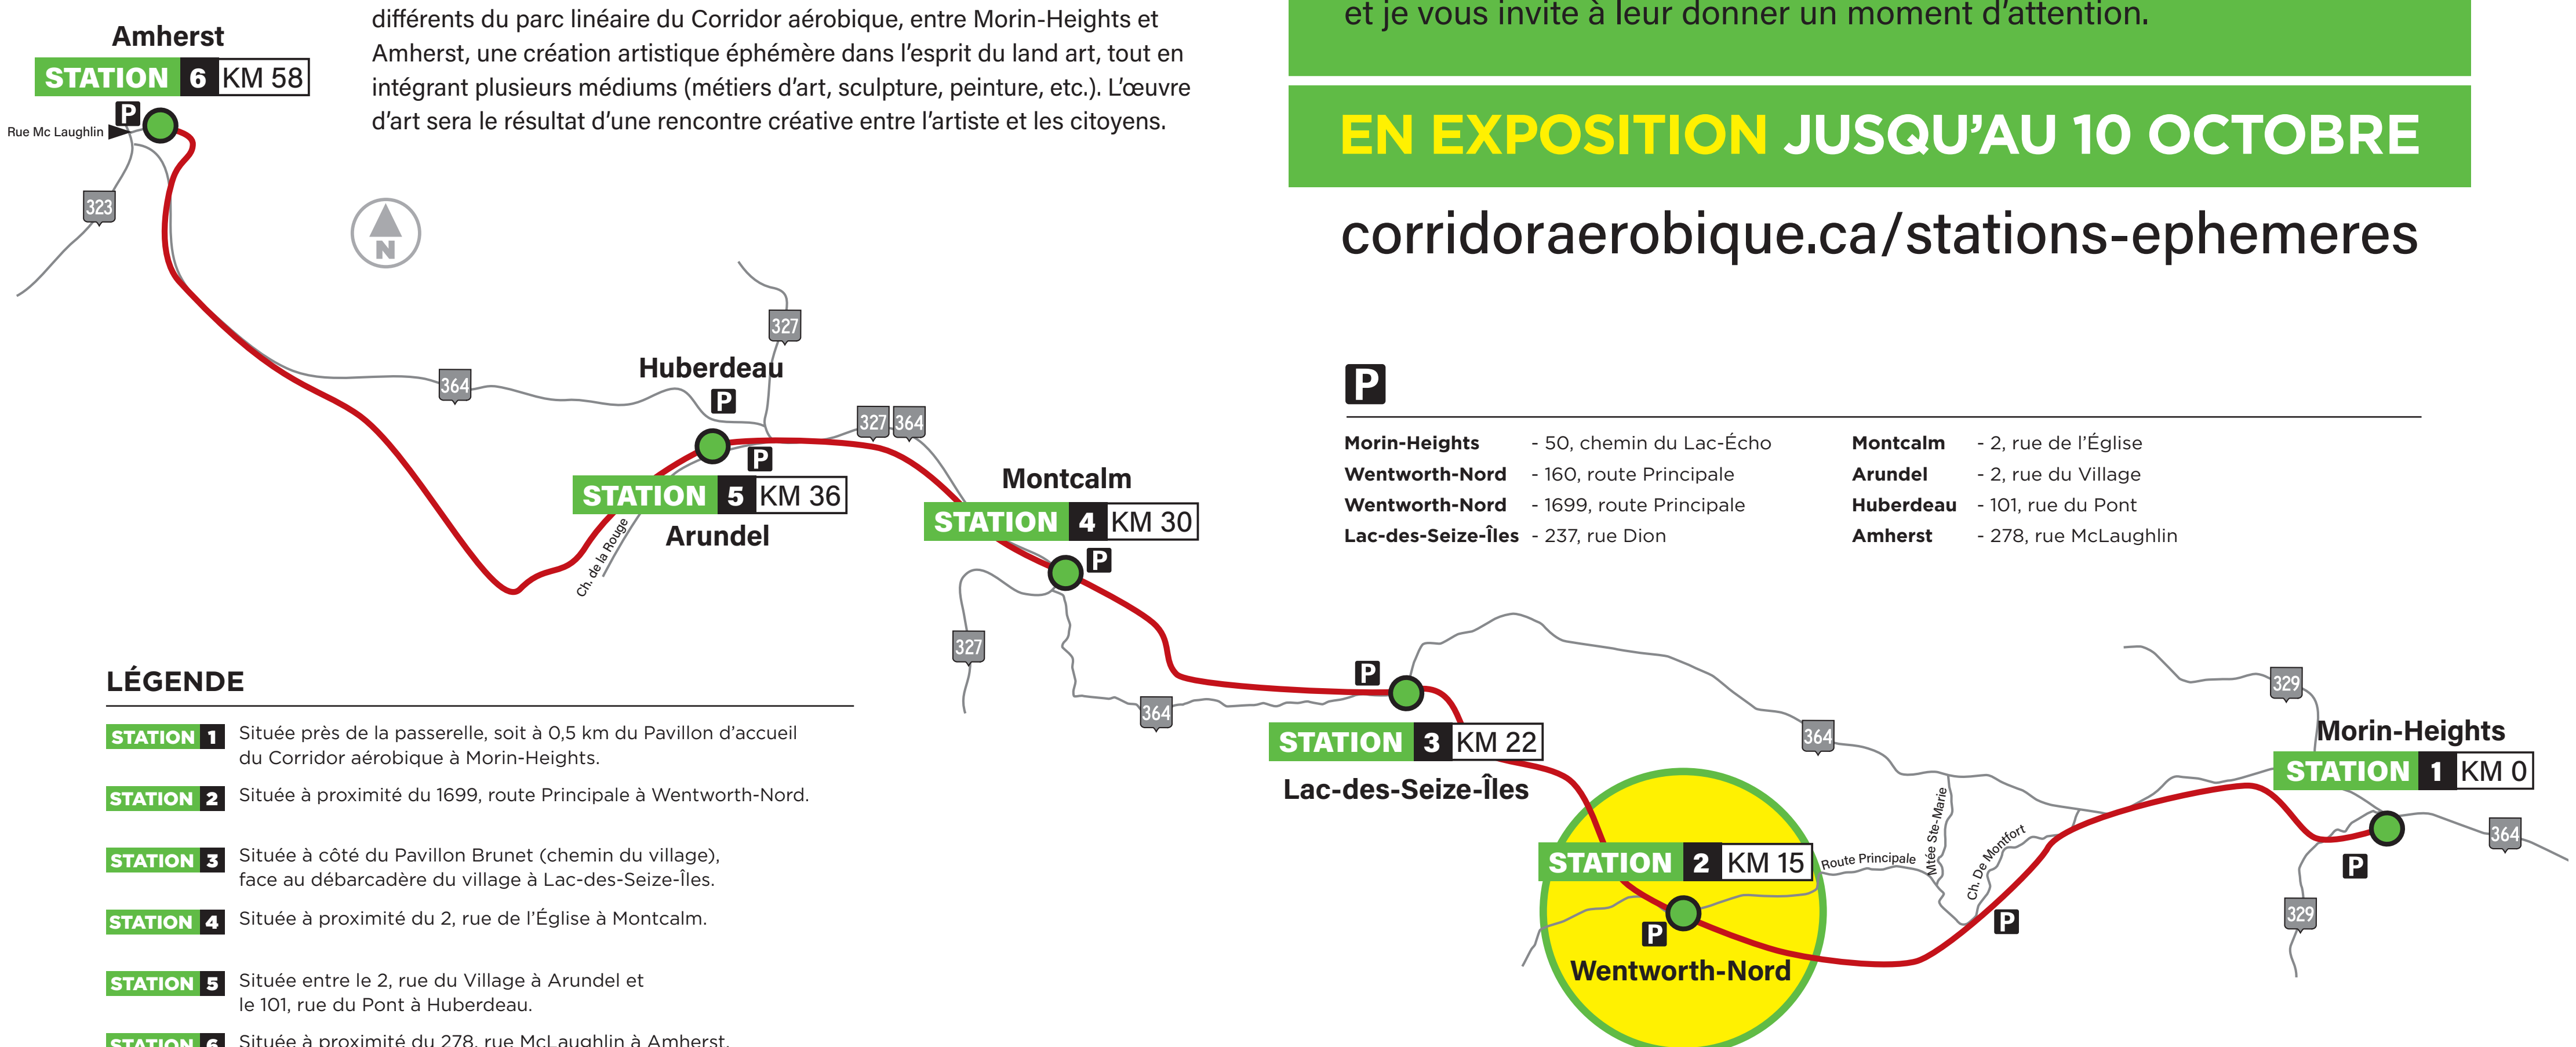 différents du parc linéaire du Corridor aérobique, entre Morin-Heights et
Amherst, une création artistique éphémère dans l’esprit du land art, tout en
intégrant plusieurs médiums (métiers d’art, sculpture, peinture, etc.). L’œuvre
d’art sera le résultat d’une rencontre créative entre l’artiste et les citoyens.
et je vous invite à leur donner un moment d’attention.
EN EXPOSITION JUSQU’AU 10 OCTOBRE
corridoraerobique.ca/stations-ephemeres
Amherst
STATION 6 KM 58
P
Rue Mc Laughlin
323
N
327
Huberdeau
P
364
327 364
P
STATION 5 KM 36
Arundel
Ch. de la Rouge
Montcalm
STATION 4 KM 30
P
327
364
P
STATION 3 KM 22
Lac-des-Seize-Îles
364
STATION 2 KM 15
P
Wentworth-Nord
Route Principale
Mtée Ste-Marie
Ch. De Montfort
P
329
Morin-Heights
STATION 1 KM 0
364
P
329
P
Morin-Heights - 50, chemin du Lac-Écho
Wentworth-Nord - 160, route Principale
Wentworth-Nord - 1699, route Principale
Lac-des-Seize-Îles - 237, rue Dion
Montcalm - 2, rue de l’Église
Arundel - 2, rue du Village
Huberdeau - 101, rue du Pont
Amherst - 278, rue McLaughlin
LÉGENDE
STATION 1 Située près de la passerelle, soit à 0,5 km du Pavillon d’accueil
du Corridor aérobique à Morin-Heights.
STATION 2 Située à proximité du 1699, route Principale à Wentworth-Nord.
STATION 3 Située à côté du Pavillon Brunet (chemin du village),
face au débarcadère du village à Lac-des-Seize-Îles.
STATION 4 Située à proximité du 2, rue de l’Église à Montcalm.
STATION 5 Située entre le 2, rue du Village à Arundel et
le 101, rue du Pont à Huberdeau.
STATION 6 Située à proximité du 278, rue McLaughlin à Amherst.